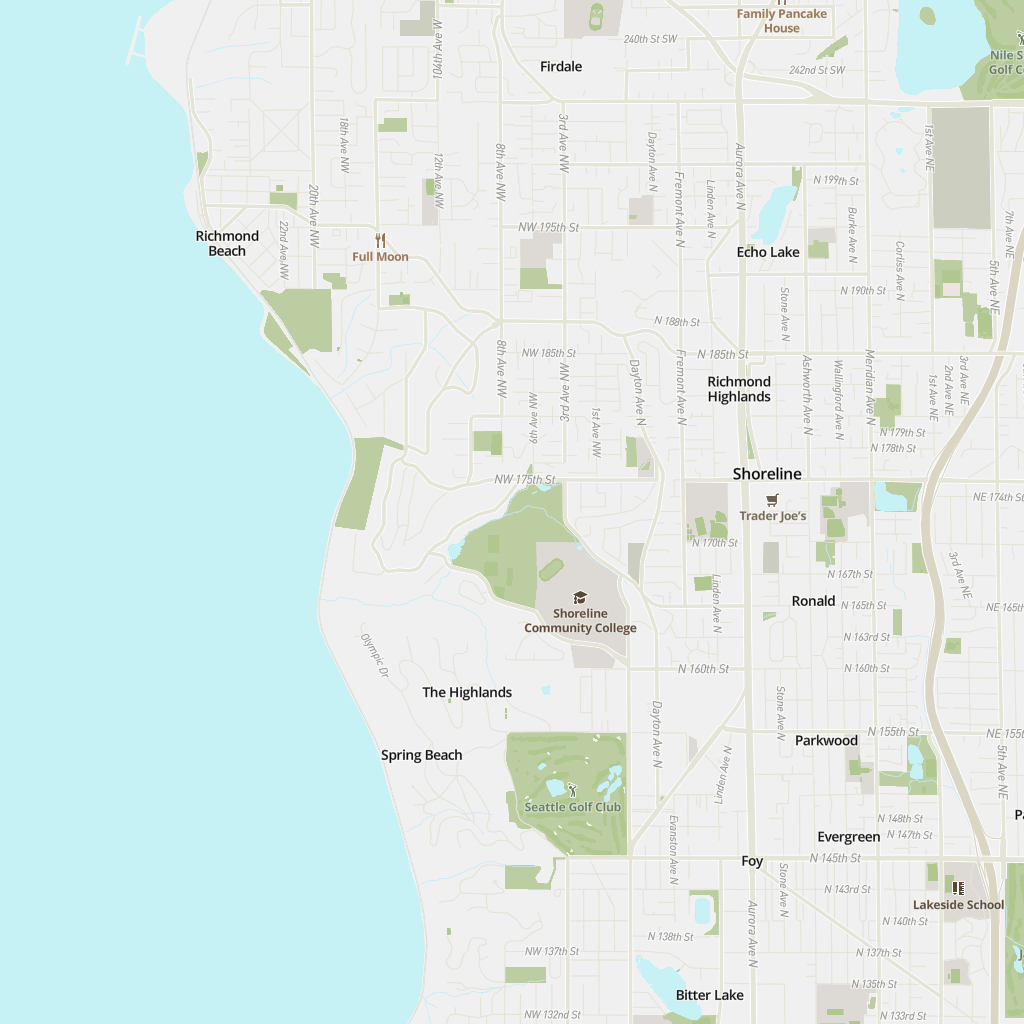 Family Pancake
House
240th St SW
104th Ave W
Nile S
Golf C
Firdale
242nd St SW
18th Ave NW
3rd Ave NW
1st Ave NE
12th Ave NW
8th Ave NW
Dayton Ave N
Aurora Ave N
N 199th St
20th Ave NW
Fremont Ave N
Linden Ave N
Burke Ave N
7th Ave NE
NW 195th St
Richmond
Beach
22nd Ave NW
Full Moon
Echo Lake
Corliss Ave N
5th Ave NE
N 190th St
Stone Ave N
N 188th St
8th Ave NW
NW 185th St
N 185th St
Dayton Ave N
Fremont Ave N
Ashworth Ave N
Wallingford Ave N
Meridian Ave N
3rd Ave NE
2nd Ave NE
1st Ave NE
3rd Ave NW
6th Ave NW
1st Ave NW
Richmond
Highlands
N 179th St
N 178th St
Shoreline
NW 175th St
NE 174th St
Trader Joe's
N 170th St
3rd Ave NE
N 167th St
Linden Ave N
Shoreline
Community College
Ronald
N 165th St
NE 165th
Olympic Dr
N 163rd St
N 160th St
N 160th St
The Highlands
Stone Ave N
Dayton Ave N
N 155th St
NE 155t
Parkwood
Spring Beach
Linden Ave N
5th Ave NE
Seattle Golf Club
Evanston Ave N
N 148th St
Pa
Evergreen
N 147th St
Foy
N 145th St
Stone Ave N
N 143rd St
Lakeside School
Aurora Ave N
N 140th St
N 138th St
NW 137th St
N 137th St
J
N 135th St
Bitter Lake
NW 132nd St
N 133rd St